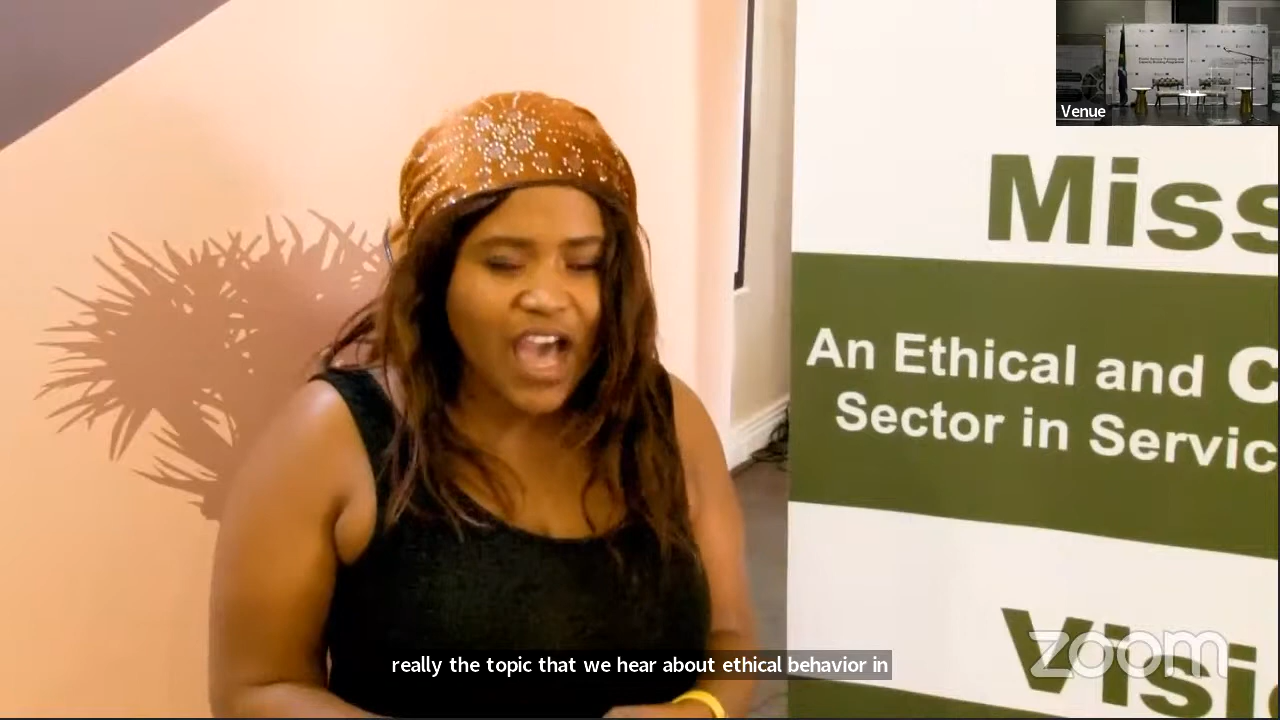 Venue
Miss
An Ethical and C
Sector in Servic
Visi
zoom
really the topic that we hear about ethical behavior in